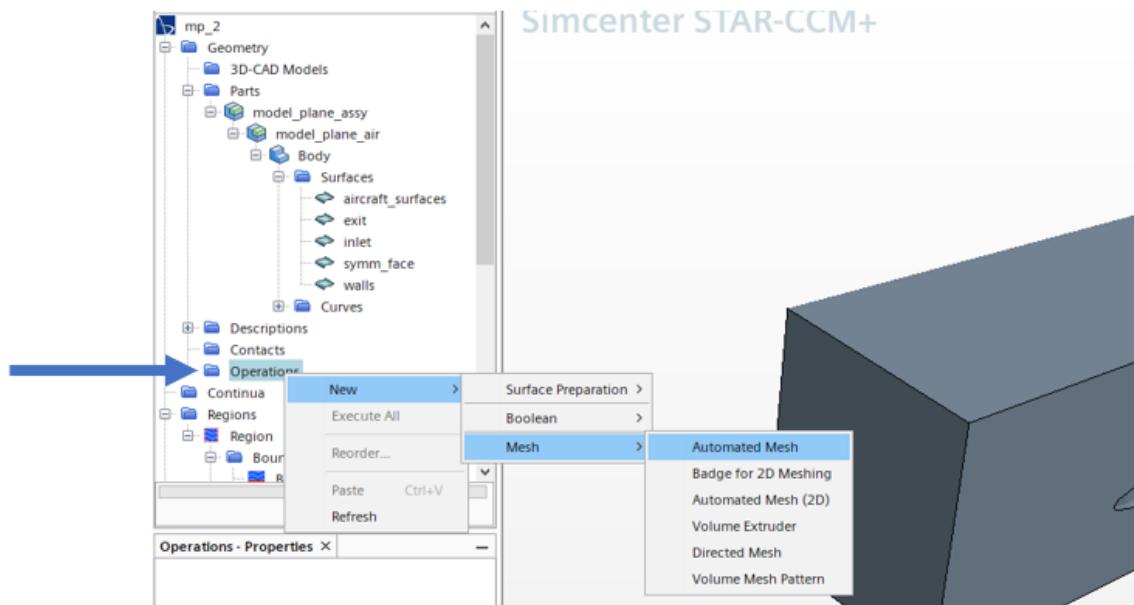 Simcenter STAR-CCM+
mp_2
Geometry
3D-CAD Models
Parts
model_plane_assy
model_plane_air
Body
Surfaces
aircraft_surfaces
exit
inlet
symm_face
walls
Curves
Descriptions
Contacts
Operations
Continua
Regions
Region
Boun
B
New
Execute All
Reorder...
Paste Ctrl+V
Refresh
Surface Preparation
Boolean
Mesh
Automated Mesh
Badge for 2D Meshing
Automated Mesh (2D)
Volume Extruder
Directed Mesh
Volume Mesh Pattern
Operations - Properties